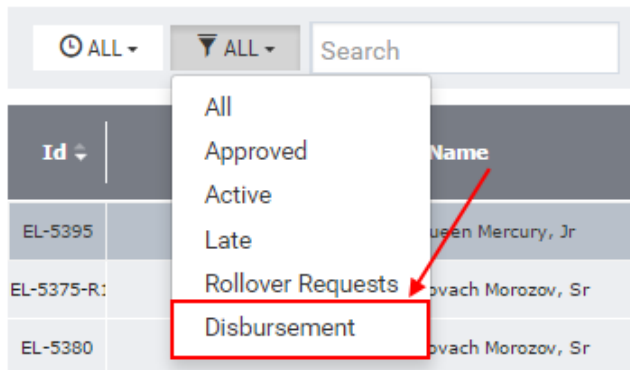 ALL ALL Search
All
Approved
Active
Late
Rollover Requests
Disbursement
Id Name
EL-5395 ueen Mercury, Jr
EL-5375-R1 ovach Morozov, Sr
EL-5380 ovach Morozov, Sr